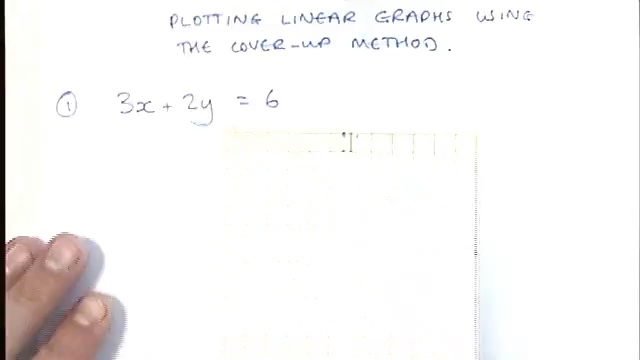 PLOTTING LINEAR GRAPHS USING
THE COVER-UP METHOD.
① 3x + 2y = 6